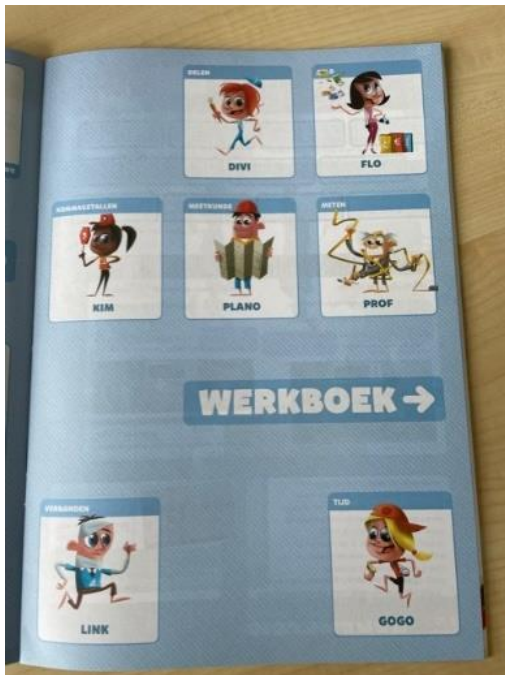 DELEN
DIVI
FLO
KOMMAGETALLEN
MEETKUNDE
METEN
KIM
PLANO
PROF
WERKBOEK →
VERBANDEN
TIJD
LINK
GOGO